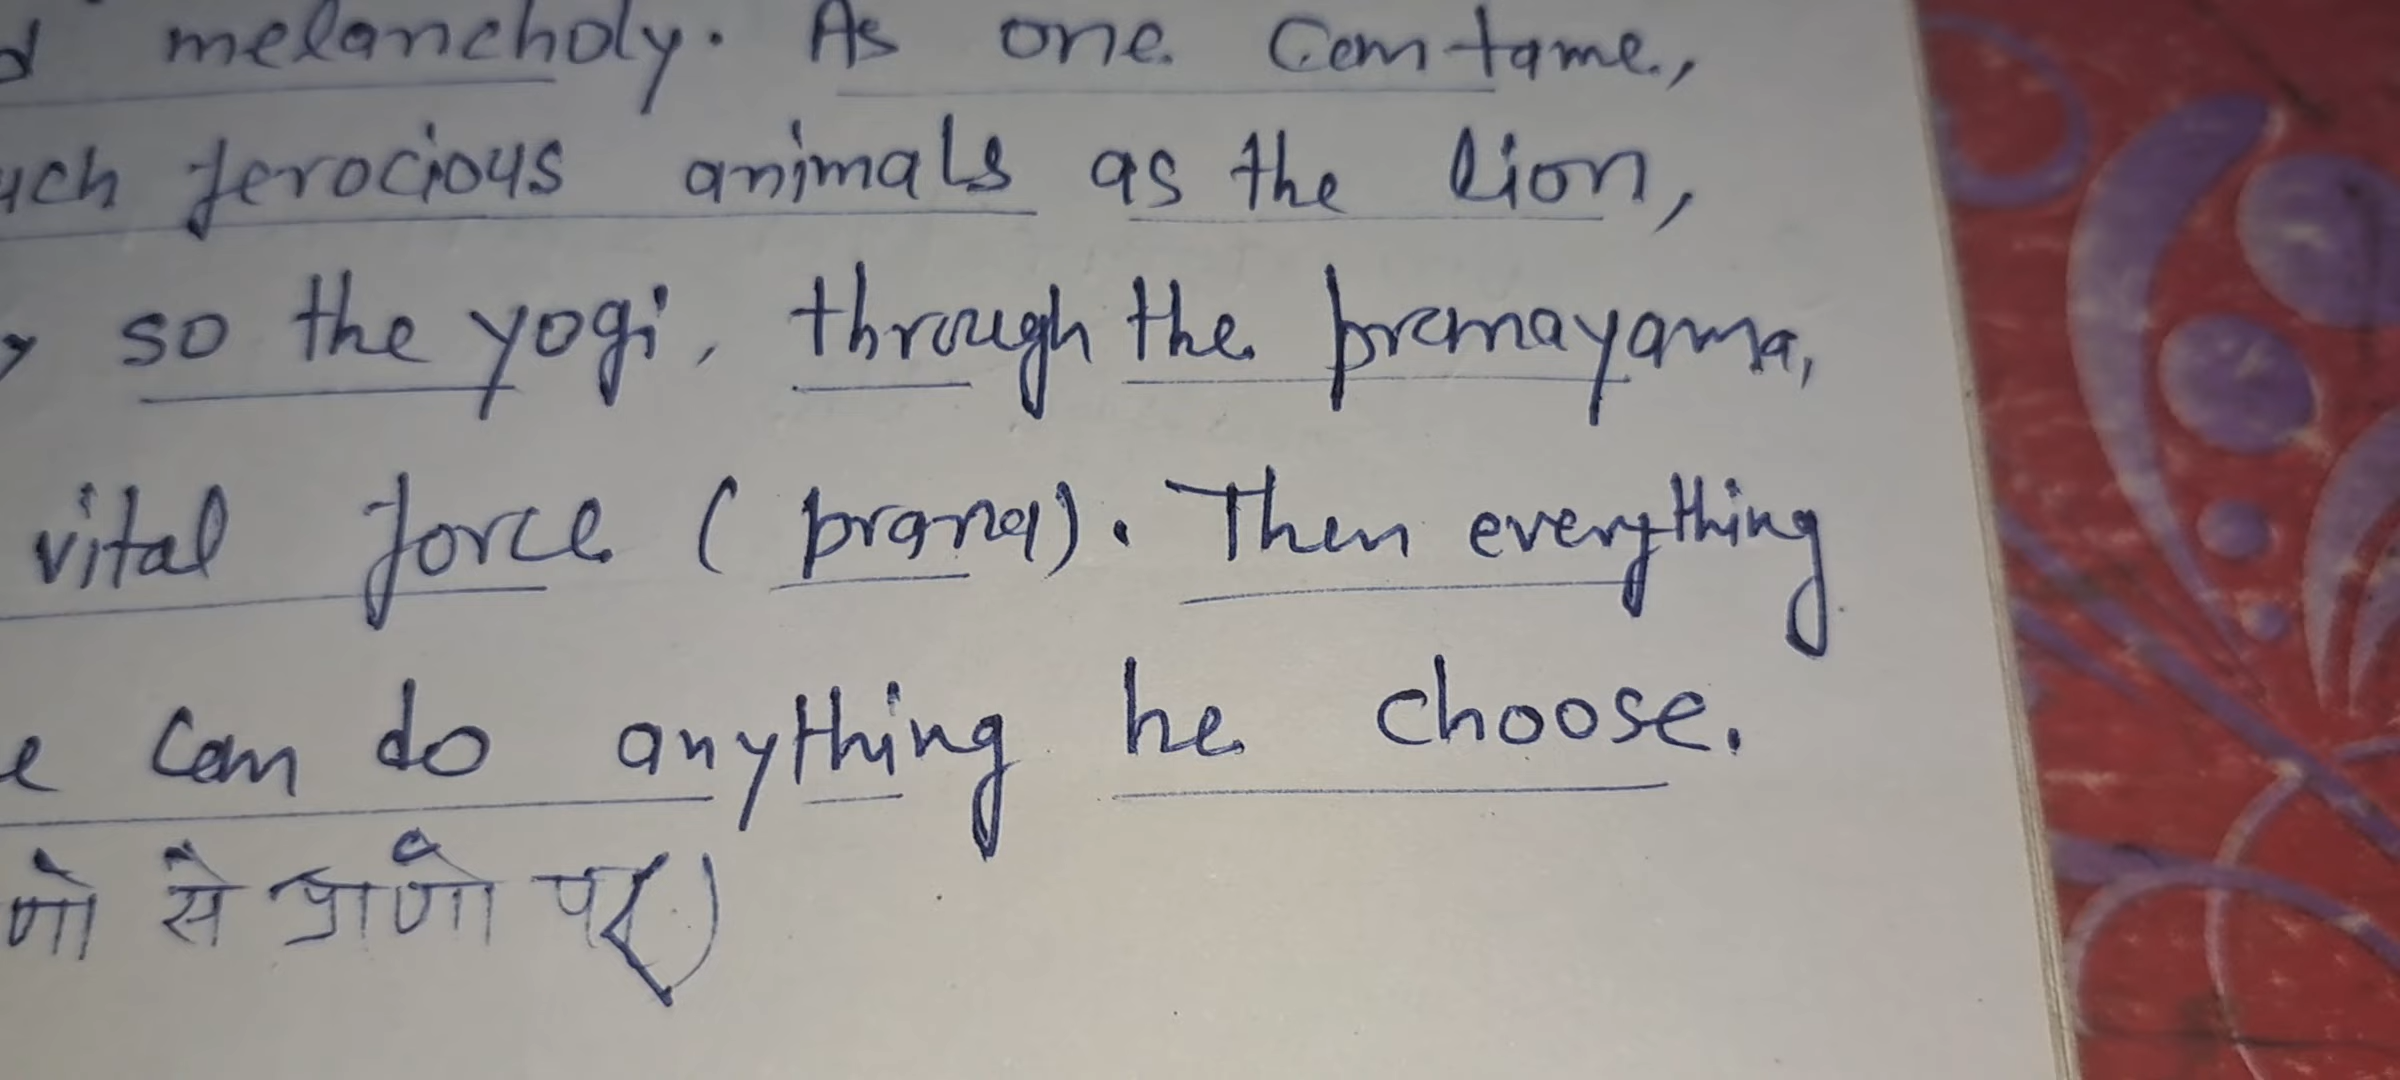 melancholy. As one can tame,
ferocious animals as the lion,
so the yogi, through the pranayama,
vital force (prana). Then everything
can do anything he choose.
णो से प्राणो पर)